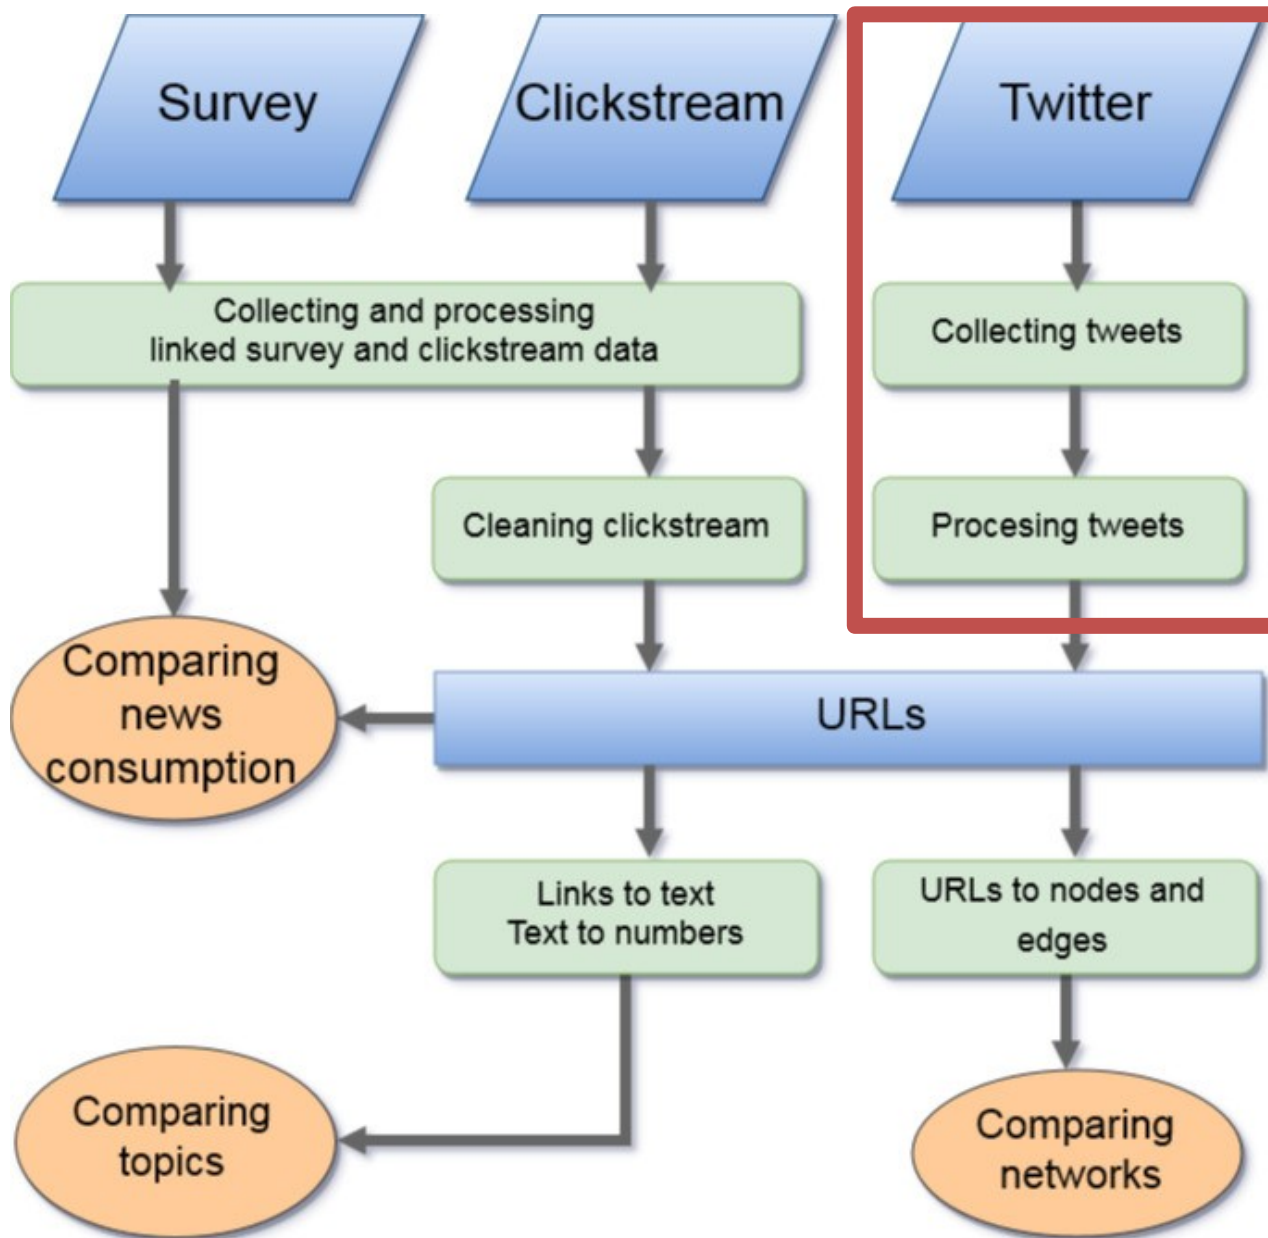 Survey
Clickstream
Twitter
Collecting and processing
linked survey and clickstream data
Collecting tweets
Cleaning clickstream
Procesing tweets
Comparing
news
consumption
URLs
Links to text
Text to numbers
URLs to nodes and
edges
Comparing
topics
Comparing
networks